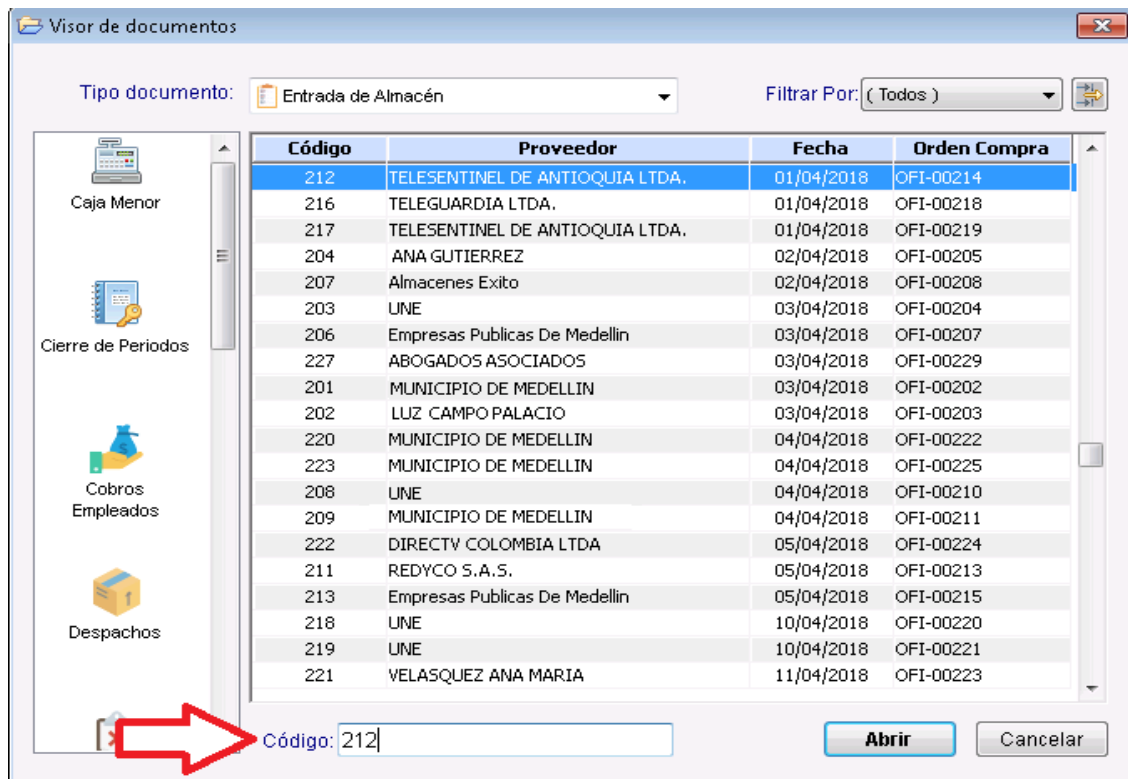 Visor de documentos
Tipo documento: Entrada de Almacén Filtrar Por: ( Todos )
Caja Menor
Cierre de Periodos
Cobros
Empleados
Despachos
Código Proveedor Fecha Orden Compra
212 TELESENTINEL DE ANTIOQUIA LTDA. 01/04/2018 OFI-00214
216 TELEGUARDIA LTDA. 01/04/2018 OFI-00218
217 TELESENTINEL DE ANTIOQUIA LTDA. 01/04/2018 OFI-00219
204 ANA GUTIERREZ 02/04/2018 OFI-00205
207 Almacenes Exito 02/04/2018 OFI-00208
203 UNE 03/04/2018 OFI-00204
206 Empresas Publicas De Medellin 03/04/2018 OFI-00207
227 ABOGADOS ASOCIADOS 03/04/2018 OFI-00229
201 MUNICIPIO DE MEDELLIN 03/04/2018 OFI-00202
202 LUZ CAMPO PALACIO 03/04/2018 OFI-00203
220 MUNICIPIO DE MEDELLIN 04/04/2018 OFI-00222
223 MUNICIPIO DE MEDELLIN 04/04/2018 OFI-00225
208 UNE 04/04/2018 OFI-00210
209 MUNICIPIO DE MEDELLIN 04/04/2018 OFI-00211
222 DIRECTV COLOMBIA LTDA 05/04/2018 OFI-00224
211 REDYCO S.A.S. 05/04/2018 OFI-00213
213 Empresas Publicas De Medellin 05/04/2018 OFI-00215
218 UNE 10/04/2018 OFI-00220
219 UNE 10/04/2018 OFI-00221
221 VELASQUEZ ANA MARIA 11/04/2018 OFI-00223
Código: 212 Abrir Cancelar